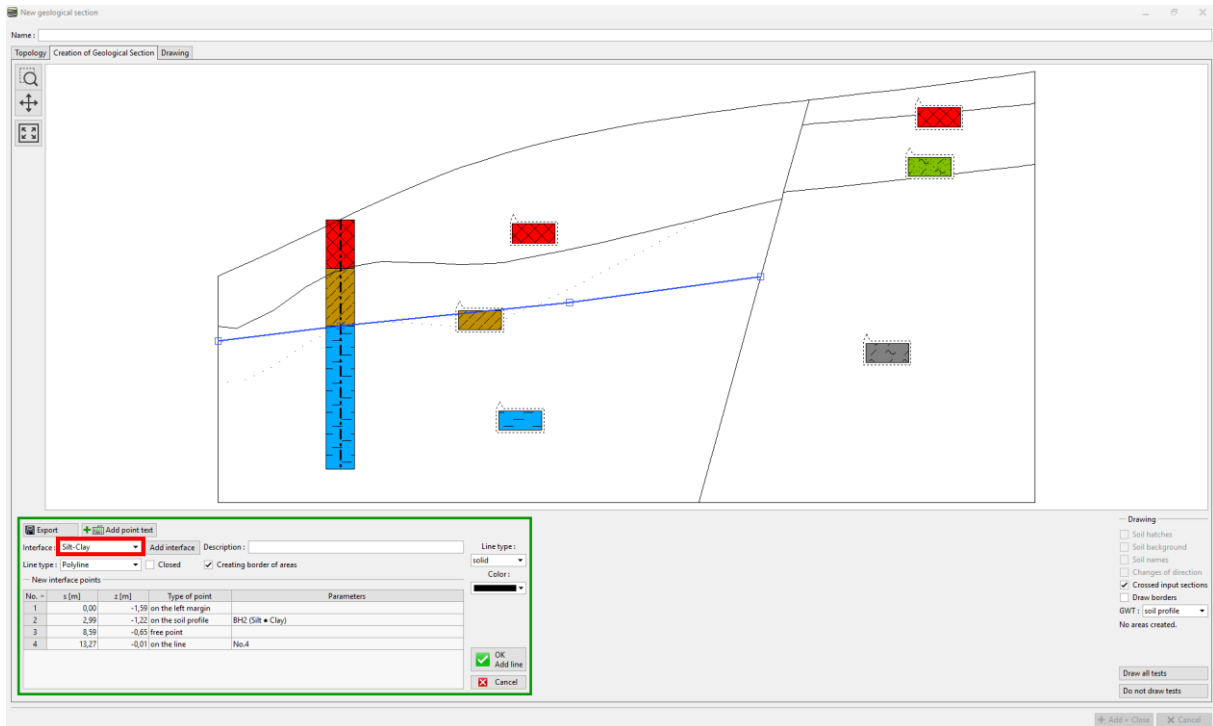 New geological section
Name :
Topology Creation of Geological Section Drawing
Export Add point text
Interface : Silt-Clay Add interface Description :
Line type : Polyline Closed Creating border of areas
New interface points
No. s [m] z [m] Type of point Parameters
1 0,00 -1,59 on the left margin
2 2,99 -1,22 on the soil profile BH2 (Silt • Clay)
3 8,59 -0,65 free point
4 13,27 -0,01 on the line No.4
Line type :
solid
Color :
OK
Add line
Cancel
Drawing
Soil hatches
Soil background
Soil names
Changes of direction
Crossed input sections
Draw borders
GWT : soil profile
No areas created.
Draw all tests
Do not draw tests
Add + Close Cancel